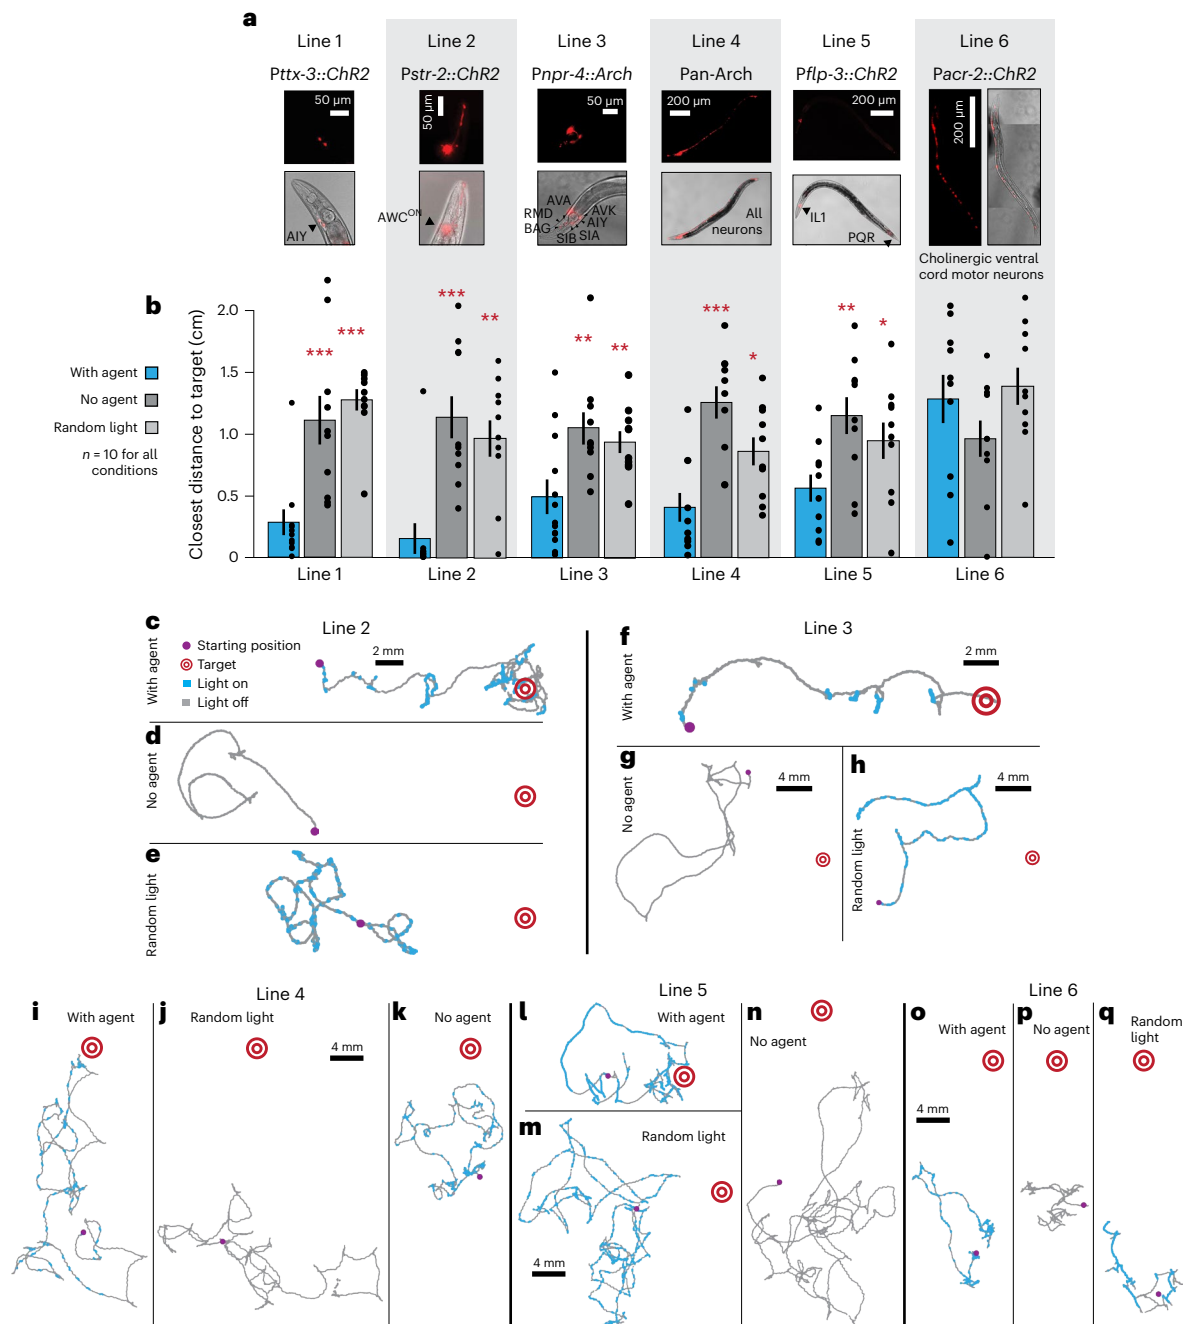 a
Line 1
Line 2
Line 3
Line 4
Line 5
Line 6
Pttx-3::ChR2
Pstr-2::ChR2
Pnpr-4::Arch
Pan-Arch
Pflp-3::ChR2
Pacr-2::ChR2
50 µm
50 µm
50 µm
200 µm
200 µm
200 µm
AIY
AWCᴼᴺ
AVA
RMD
BAG
AVK
AIY
SIA
SIB
All
neurons
IL1
PQR
Cholinergic ventral
cord motor neurons
b
Closest distance to target (cm)
2.0
1.5
1.0
0.5
0
With agent
No agent
Random light
n = 10 for all
conditions
***
***
***
**
**
**
***
*
**
*
Line 1
Line 2
Line 3
Line 4
Line 5
Line 6
c
Line 2
With agent
Starting position
Target
Light on
Light off
2 mm
d
No agent
e
Random light
f
Line 3
With agent
2 mm
g
No agent
4 mm
h
Random light
4 mm
Line 4
i
With agent
j
Random light
4 mm
k
No agent
Line 5
l
With agent
m
Random light
4 mm
n
No agent
Line 6
o
With agent
4 mm
p
No agent
q
Random
light